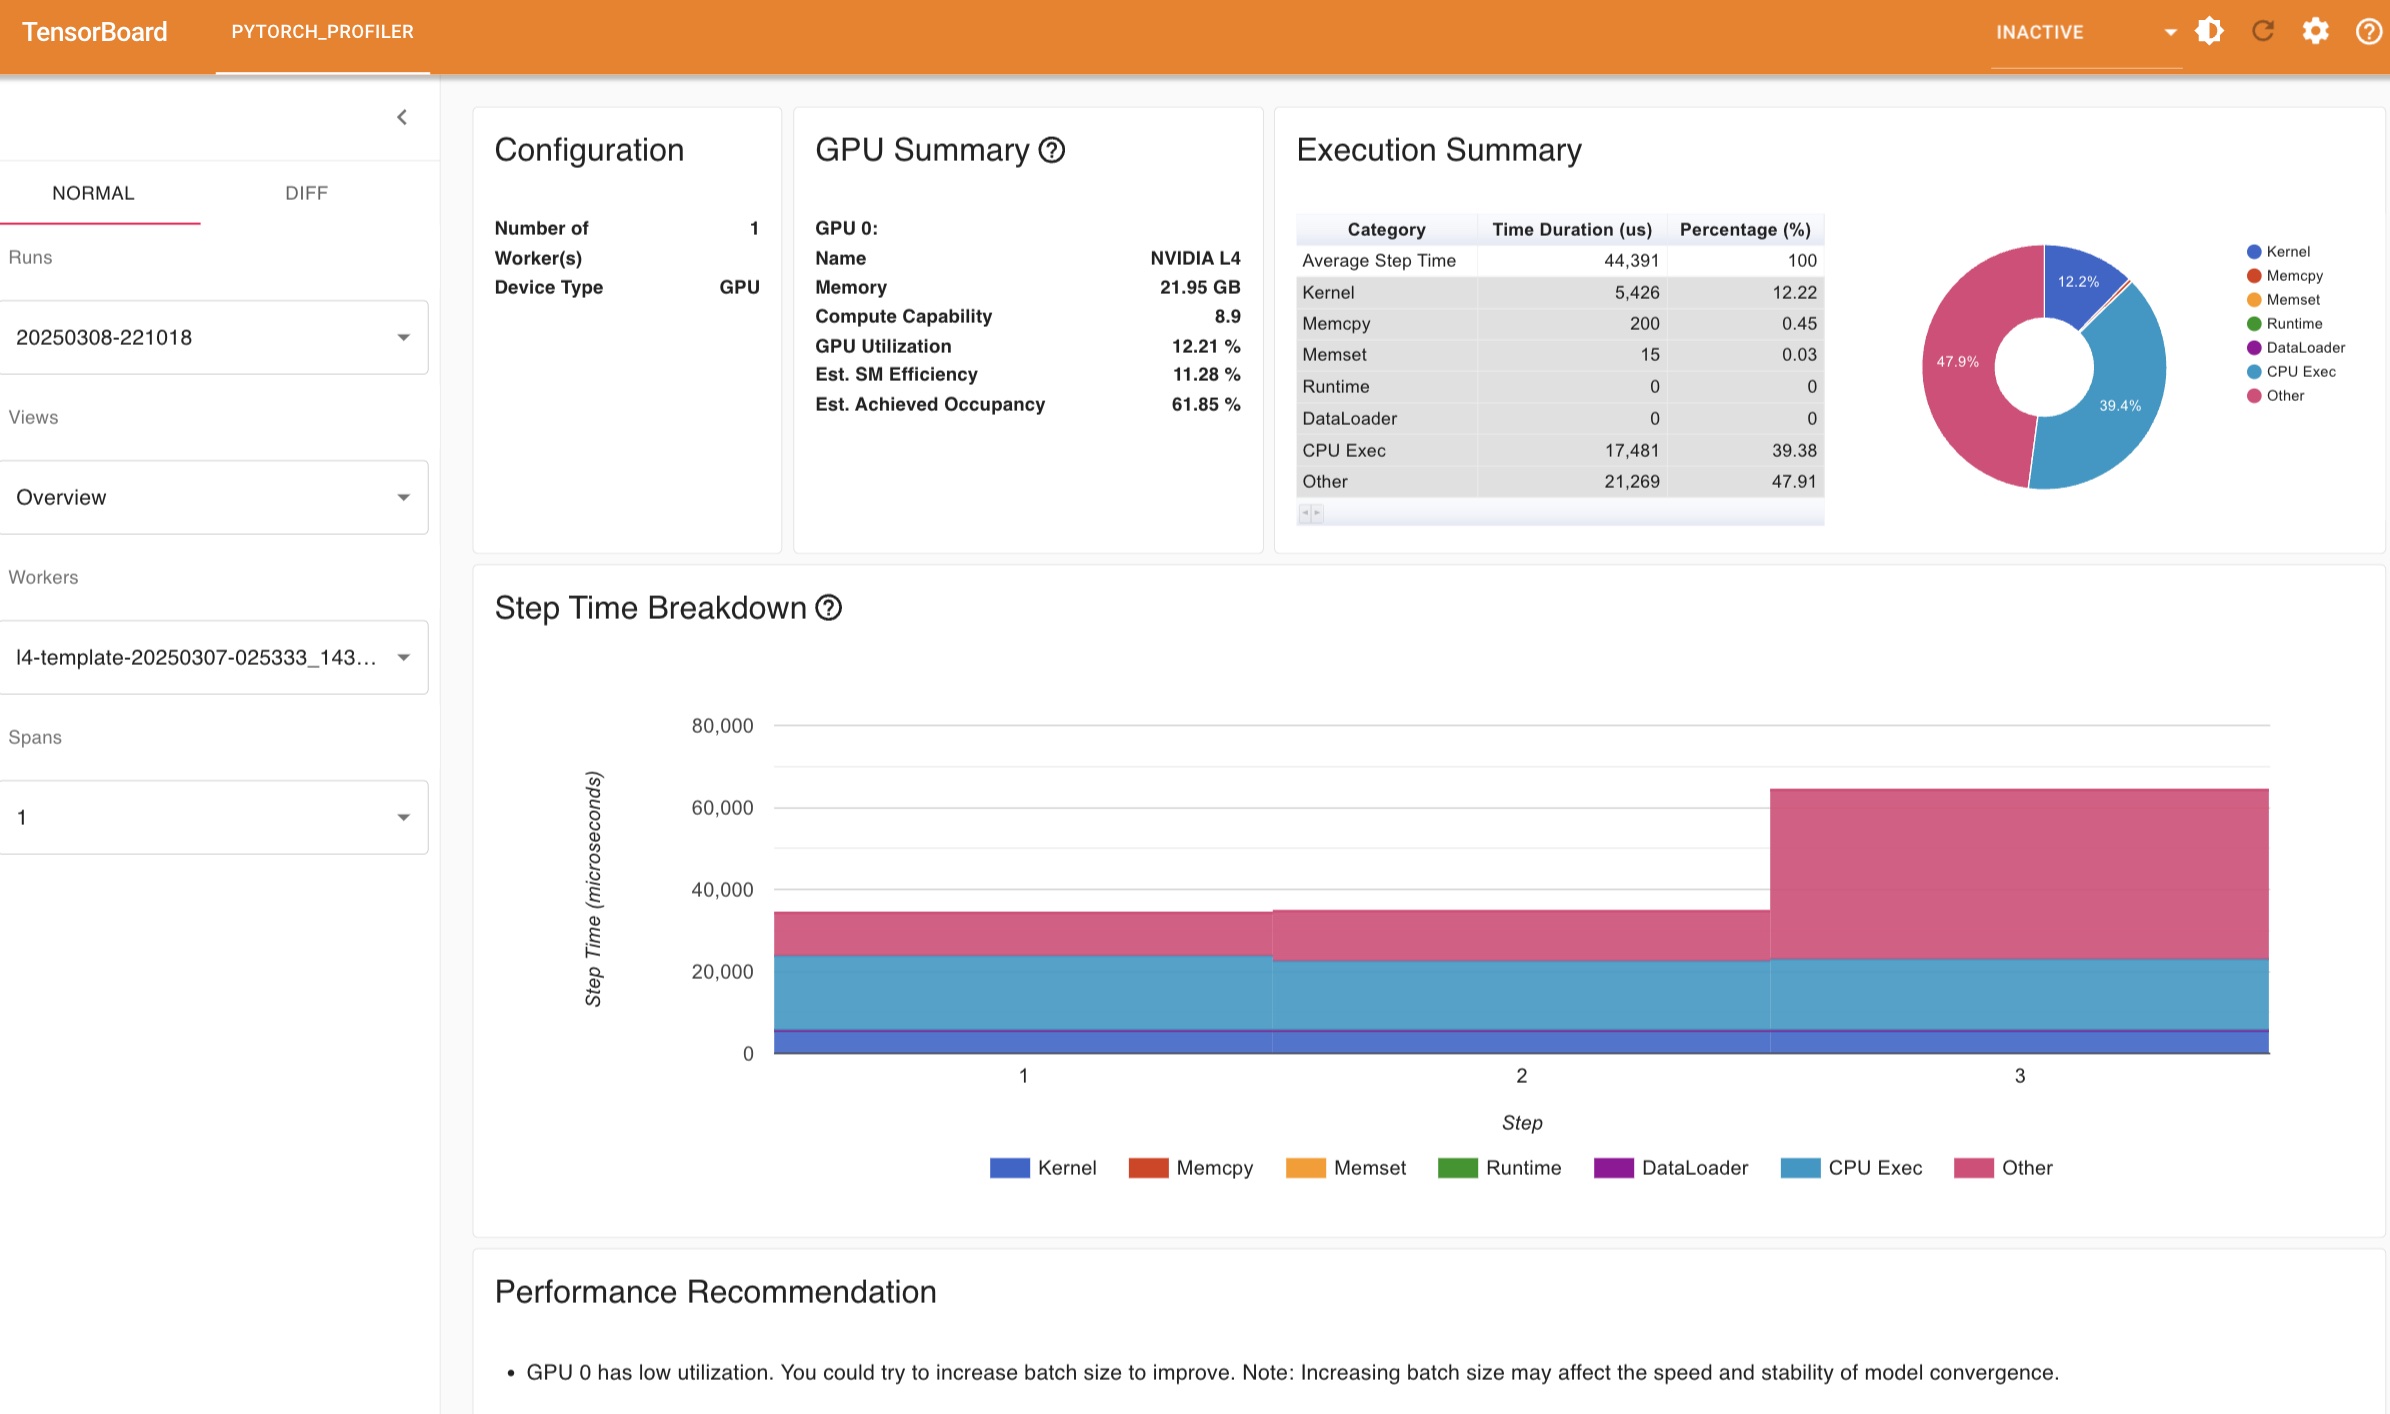 TensorBoard
PYTORCH_PROFILER
INACTIVE
NORMAL
DIFF
Runs
20250308-221018
Views
Overview
Workers
l4-template-20250307-025333_143...
Spans
1
Configuration
Number of Worker(s) 1
Device Type GPU
GPU Summary
GPU 0:
Name NVIDIA L4
Memory 21.95 GB
Compute Capability 8.9
GPU Utilization 12.21 %
Est. SM Efficiency 11.28 %
Est. Achieved Occupancy 61.85 %
Execution Summary
Category Time Duration (us) Percentage (%)
Average Step Time 44,391 100
Kernel 5,426 12.22
Memcpy 200 0.45
Memset 15 0.03
Runtime 0 0
DataLoader 0 0
CPU Exec 17,481 39.38
Other 21,269 47.91
12.2%
47.9%
39.4%
Kernel
Memcpy
Memset
Runtime
DataLoader
CPU Exec
Other
Step Time Breakdown
Step Time (microseconds)
80,000
60,000
40,000
20,000
0
1 2 3
Step
Kernel Memcpy Memset Runtime DataLoader CPU Exec Other
Performance Recommendation
• GPU 0 has low utilization. You could try to increase batch size to improve. Note: Increasing batch size may affect the speed and stability of model convergence.